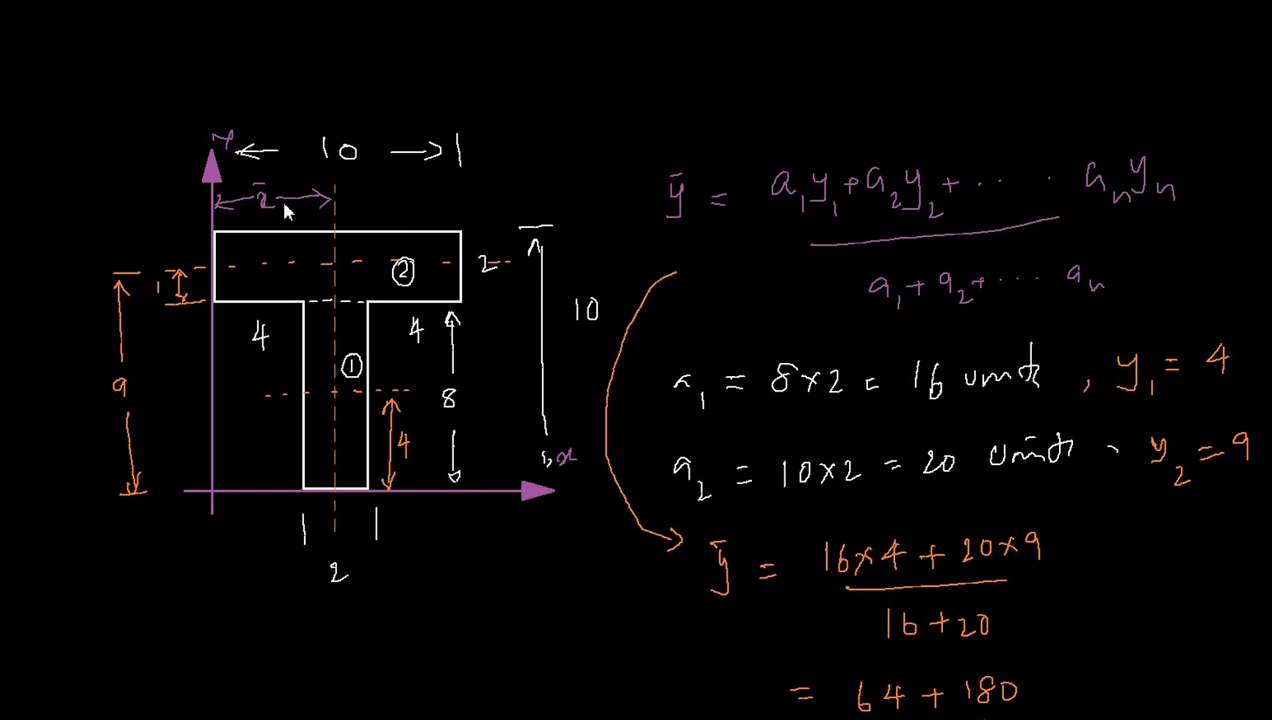 y
← 10 →
x̄
②
2
1
10
4 4
①
9
8
4
x
2
ȳ = a₁y₁ + a₂y₂ + ⋯ aₙyₙ
a₁ + a₂ + ⋯ aₙ
a₁ = 8×2 = 16 units , y₁ = 4
a₂ = 10×2 = 20 units , y₂ = 9
ȳ = 16×4 + 20×9
16 + 20
= 64 + 180